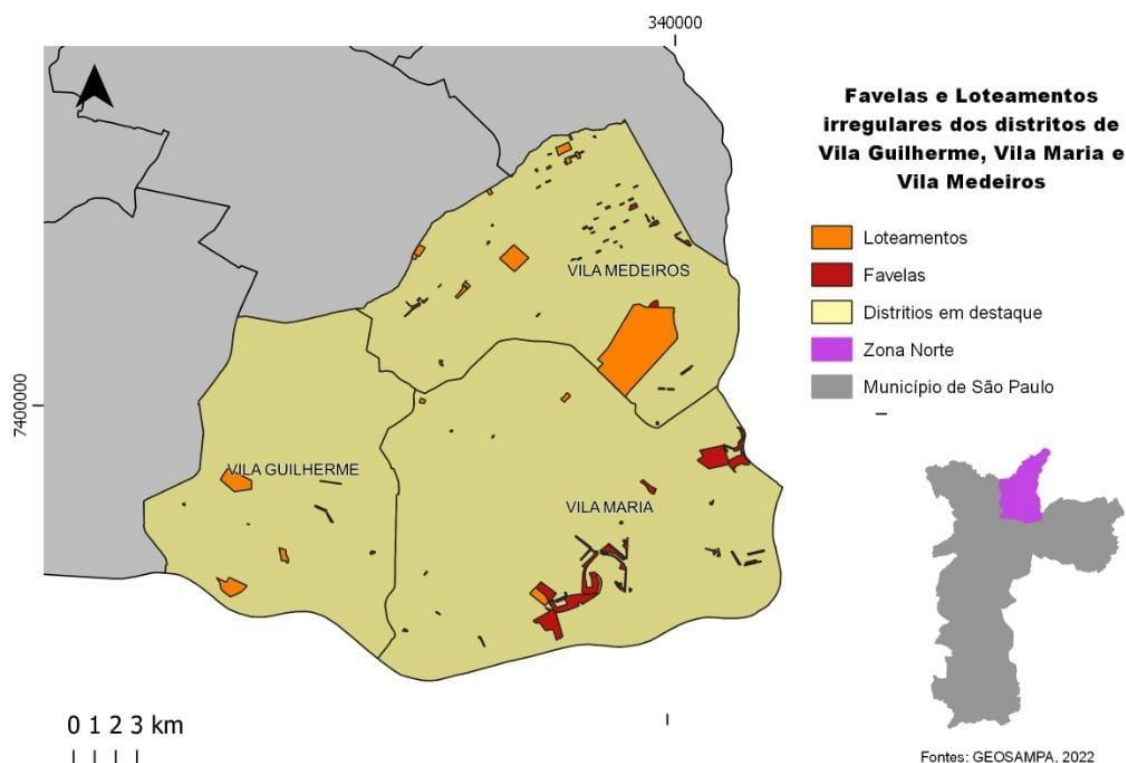 340000
7400000
VILA MEDEIROS
VILA GUILHERME
VILA MARIA
0 1 2 3 km
Favelas e Loteamentos
irregulares dos distritos de
Vila Guilherme, Vila Maria e
Vila Medeiros
Loteamentos
Favelas
Distritios em destaque
Zona Norte
Município de São Paulo
Fontes: GEOSAMPA, 2022